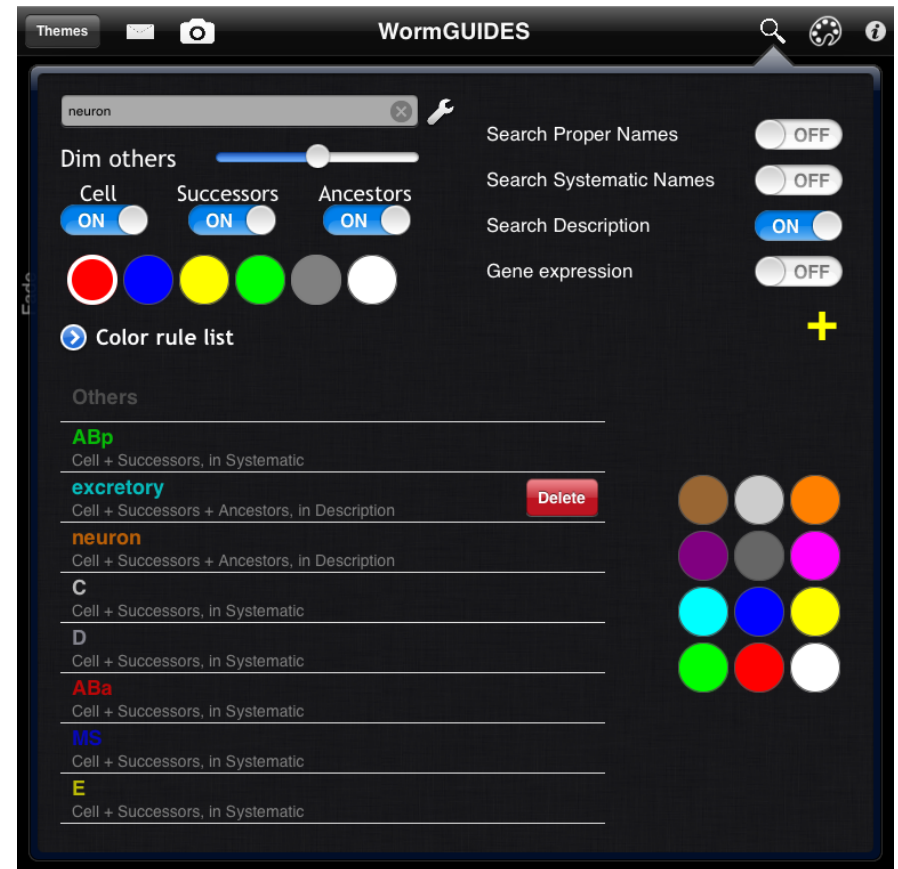 Themes
WormGUIDES
neuron
Dim others
Cell Successors Ancestors
ON ON ON
Search Proper Names OFF
Search Systematic Names OFF
Search Description ON
Gene expression OFF
Fade
Color rule list
Others
ABp
Cell + Successors, in Systematic
excretory
Cell + Successors + Ancestors, in Description
Delete
neuron
Cell + Successors + Ancestors, in Description
C
Cell + Successors, in Systematic
D
Cell + Successors, in Systematic
ABa
Cell + Successors, in Systematic
MS
Cell + Successors, in Systematic
E
Cell + Successors, in Systematic